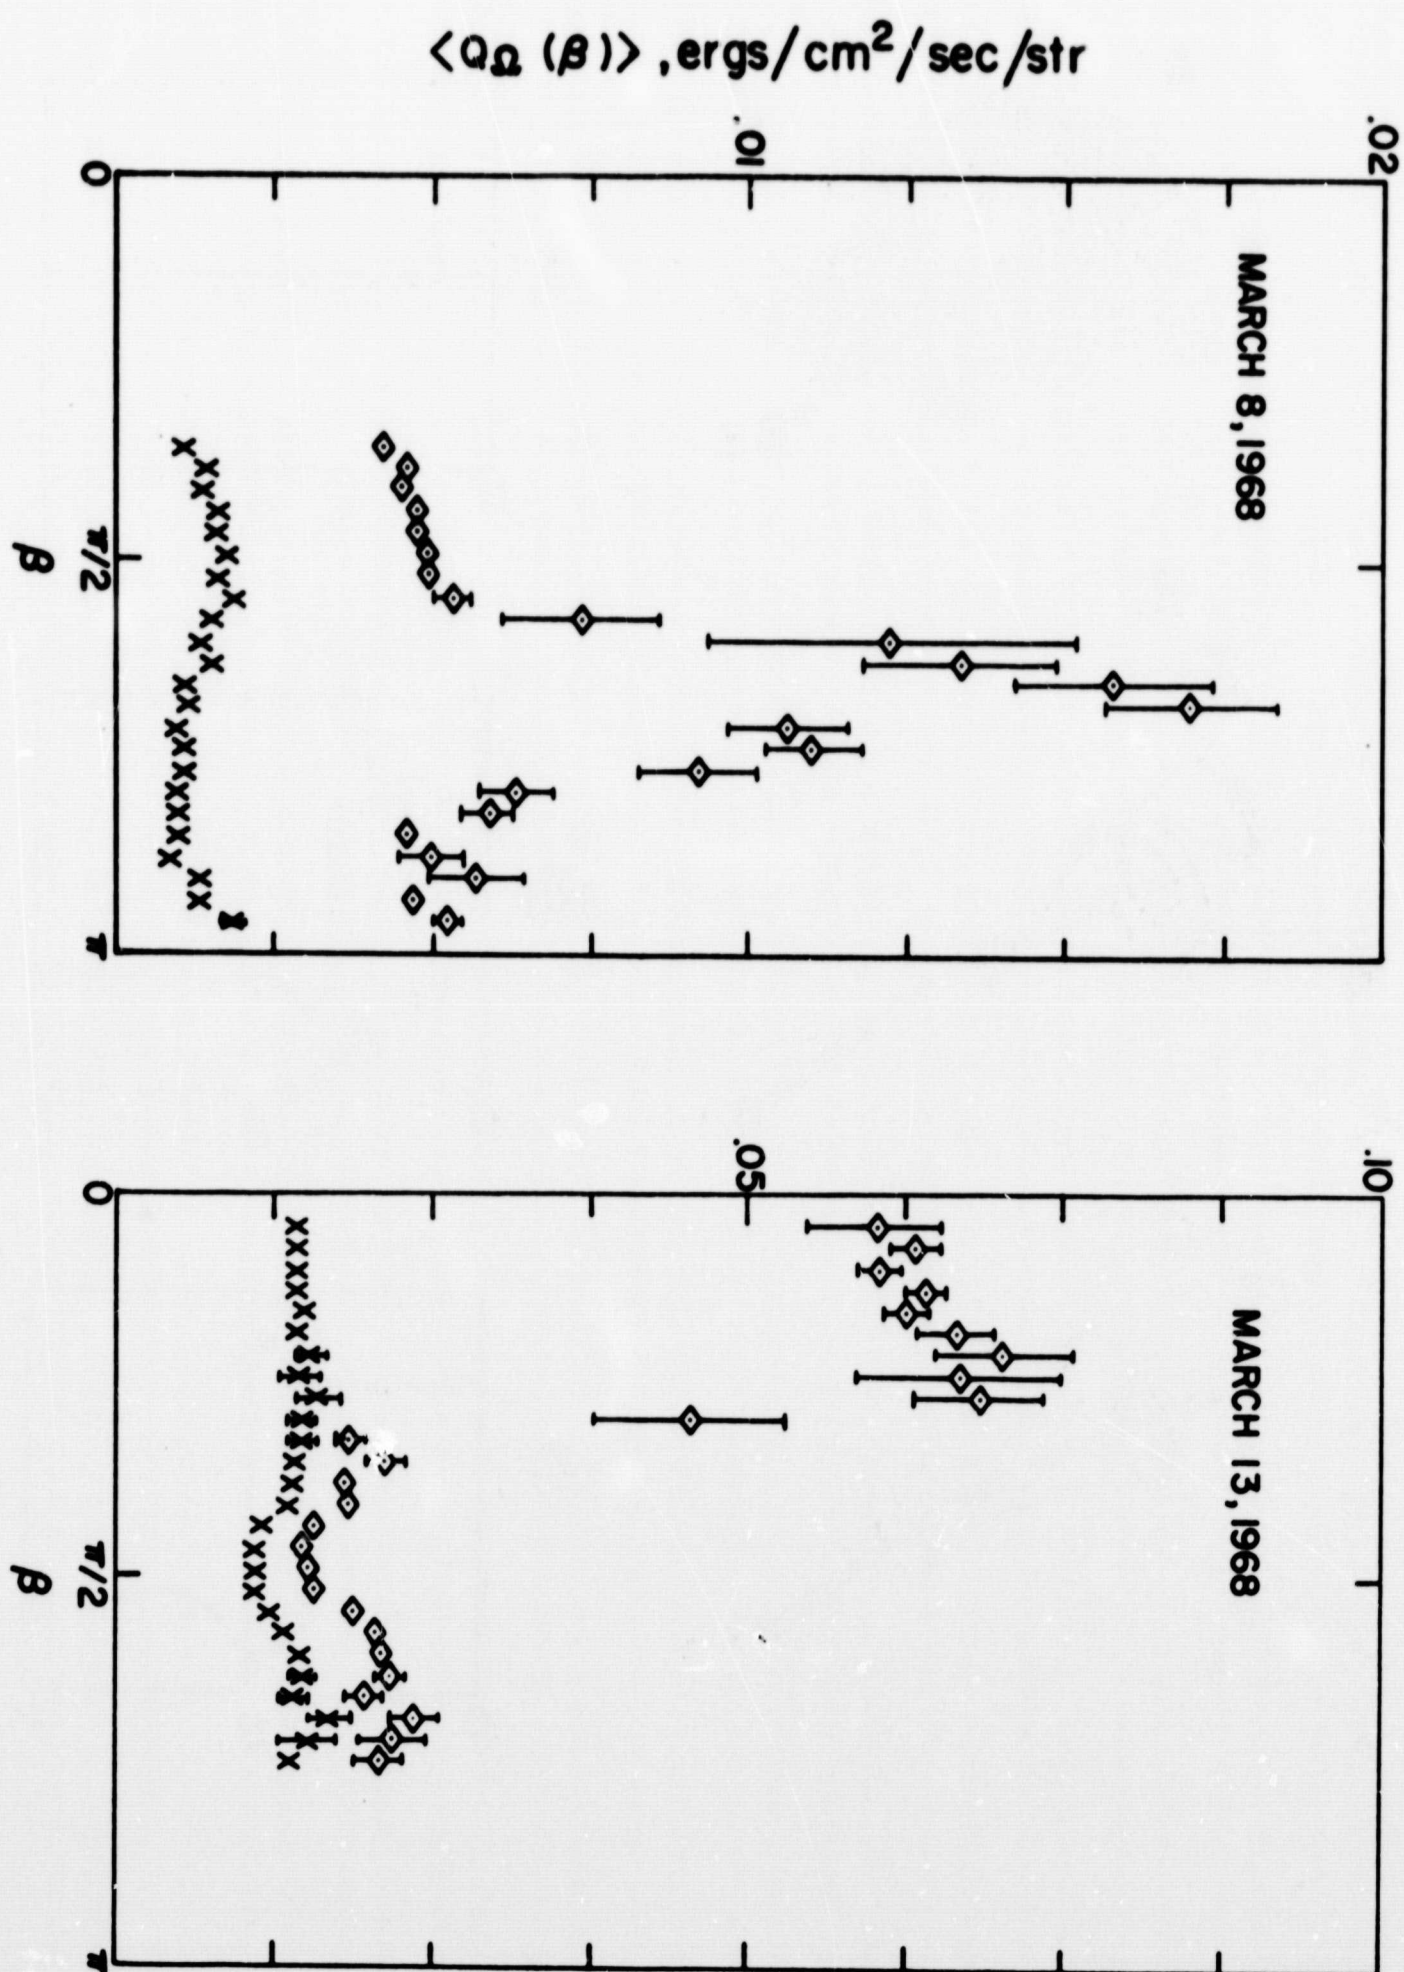 <QΩ (β)> , ergs/cm²/sec/str
.02
.01
0
MARCH 8, 1968
π/2
π
β
.10
.05
0
MARCH 13, 1968
π/2
π
β